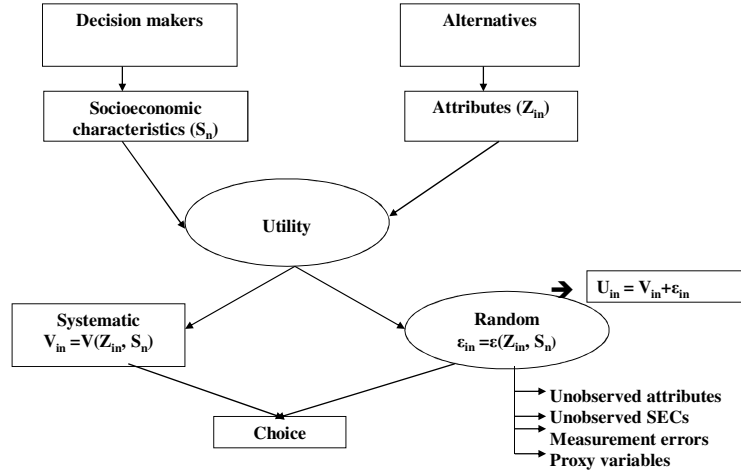 Decision makers
Alternatives
Socioeconomic
characteristics (Sₙ)
Attributes (Zᵢₙ)
Utility
Uᵢₙ = Vᵢₙ+εᵢₙ
Systematic
Vᵢₙ =V(Zᵢₙ, Sₙ)
Random
εᵢₙ =ε(Zᵢₙ, Sₙ)
Unobserved attributes
Unobserved SECs
Measurement errors
Proxy variables
Choice